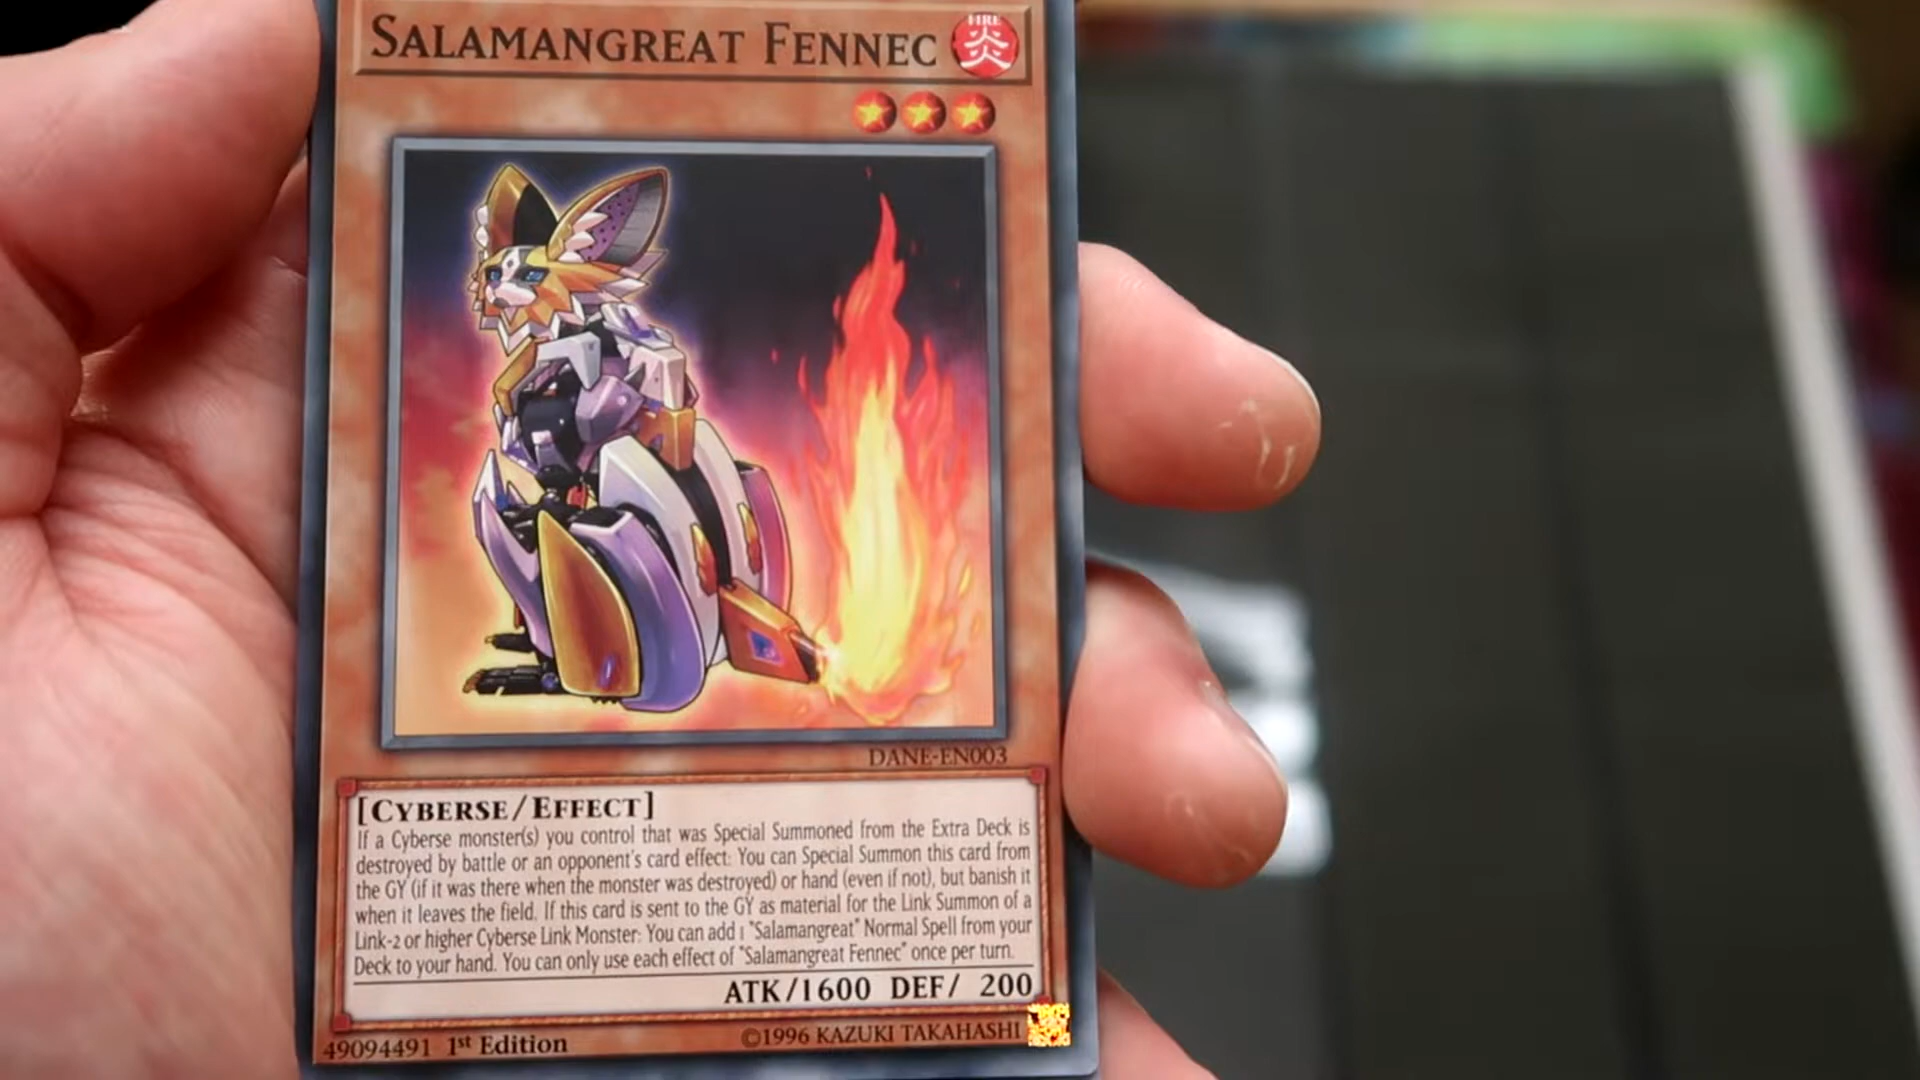 SALAMANGREAT FENNEC
FIRE
炎
DANE-EN003
[CYBERSE/EFFECT]
If a Cyberse monster(s) you control that was Special Summoned from the Extra Deck is
destroyed by battle or an opponent's card effect: You can Special Summon this card from
the GY (if it was there when the monster was destroyed) or hand (even if not), but banish it
when it leaves the field. If this card is sent to the GY as material for the Link Summon of a
Link-2 or higher Cyberse Link Monster: You can add 1 "Salamangreat" Normal Spell from your
Deck to your hand. You can only use each effect of "Salamangreat Fennec" once per turn.
ATK/1600 DEF/ 200
49094491 1st Edition ©1996 KAZUKI TAKAHASHI